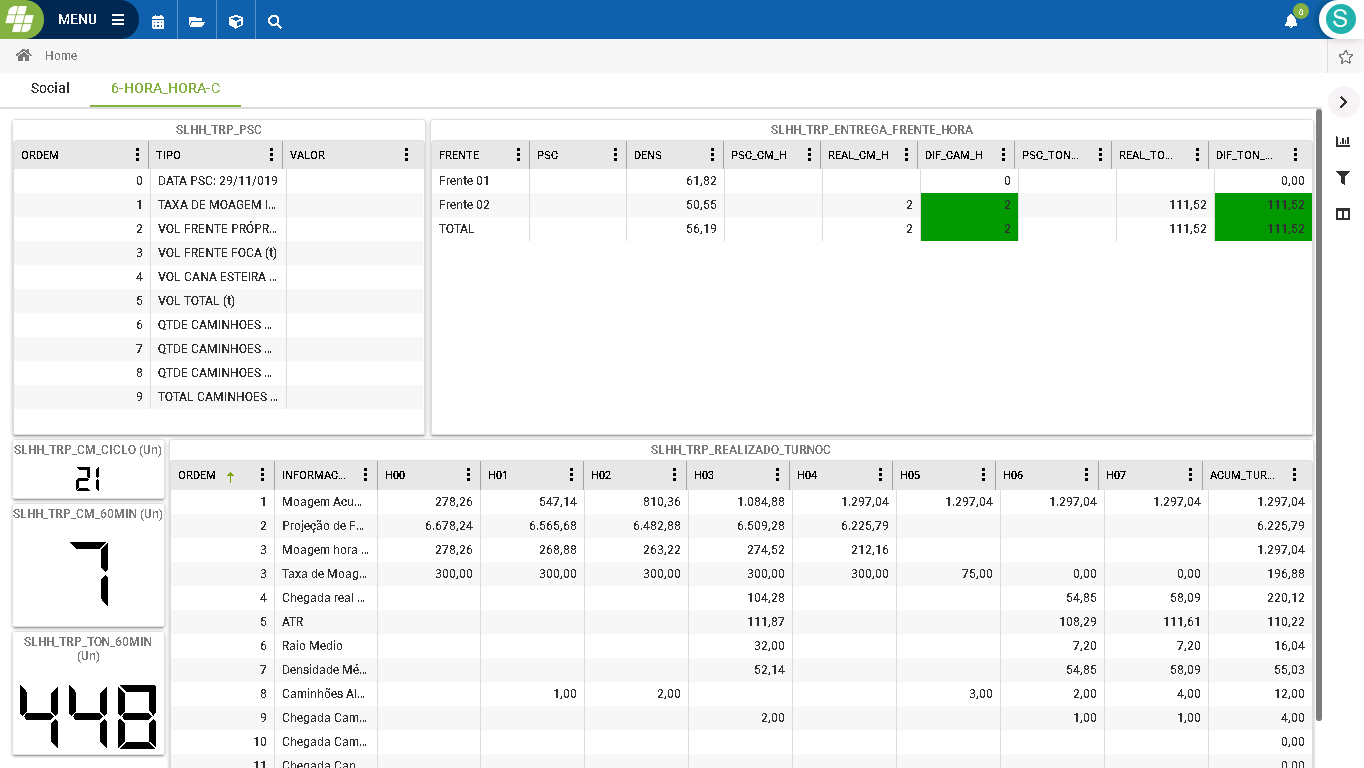 MENU
0
S
Home
Social 6-HORA_HORA-C
SLHH_TRP_PSC
ORDEM TIPO VALOR
0 DATA PSC: 29/11/019
1 TAXA DE MOAGEM I...
2 VOL FRENTE PRÓPR...
3 VOL FRENTE FOCA (t)
4 VOL CANA ESTEIRA ...
5 VOL TOTAL (t)
6 QTDE CAMINHOES ...
7 QTDE CAMINHOES ...
8 QTDE CAMINHOES ...
9 TOTAL CAMINHOES ...
SLHH_TRP_ENTREGA_FRENTE_HORA
FRENTE PSC DENS PSC_CM_H REAL_CM_H DIF_CAM_H PSC_TON... REAL_TO... DIF_TON_...
Frente 01 61,82 0 0,00
Frente 02 50,55 2 2 111,52 111,52
TOTAL 56,19 2 2 111,52 111,52
SLHH_TRP_CM_CICLO (Un)
21
SLHH_TRP_CM_60MIN (Un)
7
SLHH_TRP_TON_60MIN
(Un)
448
SLHH_TRP_REALIZADO_TURNOC
ORDEM INFORMAC... H00 H01 H02 H03 H04 H05 H06 H07 ACUM_TUR...
1 Moagem Acu... 278,26 547,14 810,36 1.084,88 1.297,04 1.297,04 1.297,04 1.297,04 1.297,04
2 Projeção de F... 6.678,24 6.565,68 6.482,88 6.509,28 6.225,79 6.225,79
3 Moagem hora ... 278,26 268,88 263,22 274,52 212,16 1.297,04
3 Taxa de Moag... 300,00 300,00 300,00 300,00 300,00 75,00 0,00 0,00 196,88
4 Chegada real ... 104,28 54,85 58,09 220,12
5 ATR 111,87 108,29 111,61 110,22
6 Raio Medio 32,00 7,20 7,20 16,04
7 Densidade Mé... 52,14 54,85 58,09 55,03
8 Caminhões Al... 1,00 2,00 3,00 2,00 4,00 12,00
9 Chegada Cam... 2,00 1,00 1,00 4,00
10 Chegada Cam... 0,00
11 Chegada Can... 0,00